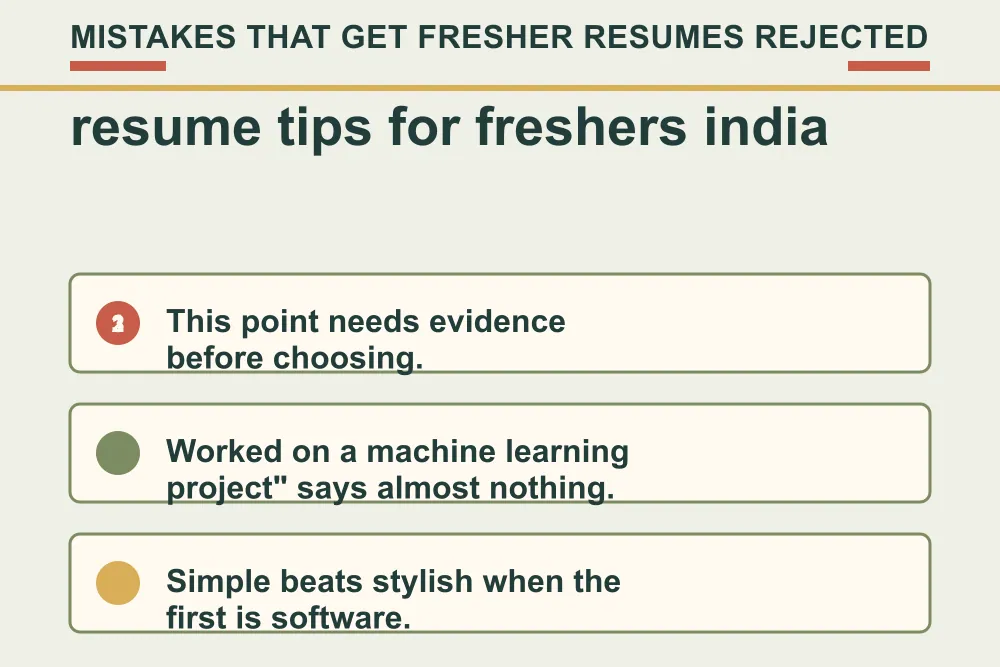 MISTAKES THAT GET FRESHER RESUMES REJECTED
resume tips for freshers india
This point needs evidence
before choosing.
Worked on a machine learning
project" says almost nothing.
Simple beats stylish when the
first is software.